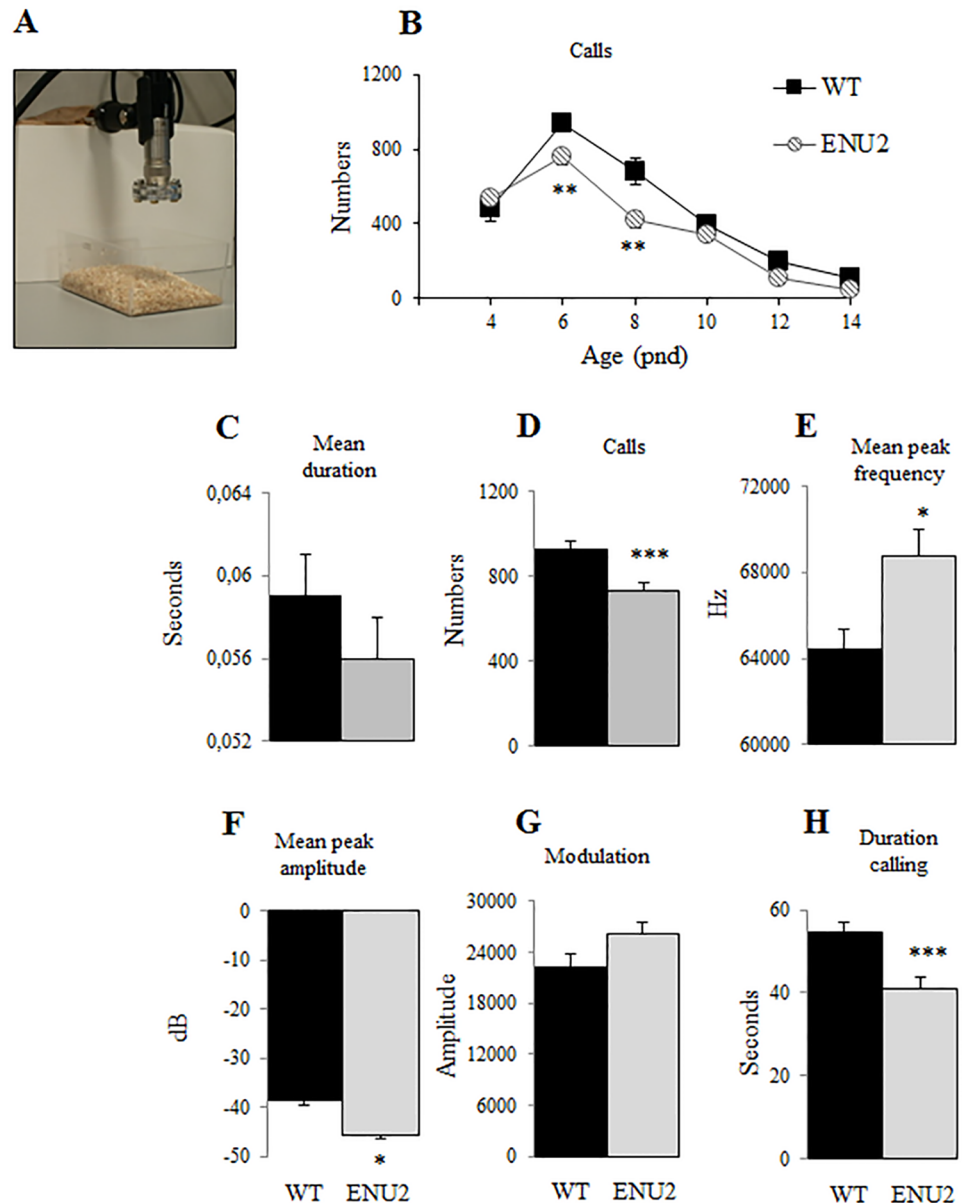 A
B
Calls
1200
800
400
0
Numbers
WT
ENU2
**
**
4 6 8 10 12 14
Age (pnd)
C
Mean
duration
0,064
0,06
0,056
0,052
Seconds
D
Calls
1200
800
400
0
Numbers
***
E
Mean peak
frequency
72000
68000
64000
60000
Hz
*
F
Mean peak
amplitude
0
-10
-20
-30
-40
-50
dB
*
WT ENU2
G
Modulation
30000
24000
18000
12000
6000
0
Amplitude
WT ENU2
H
Duration
calling
60
40
20
0
Seconds
***
WT ENU2